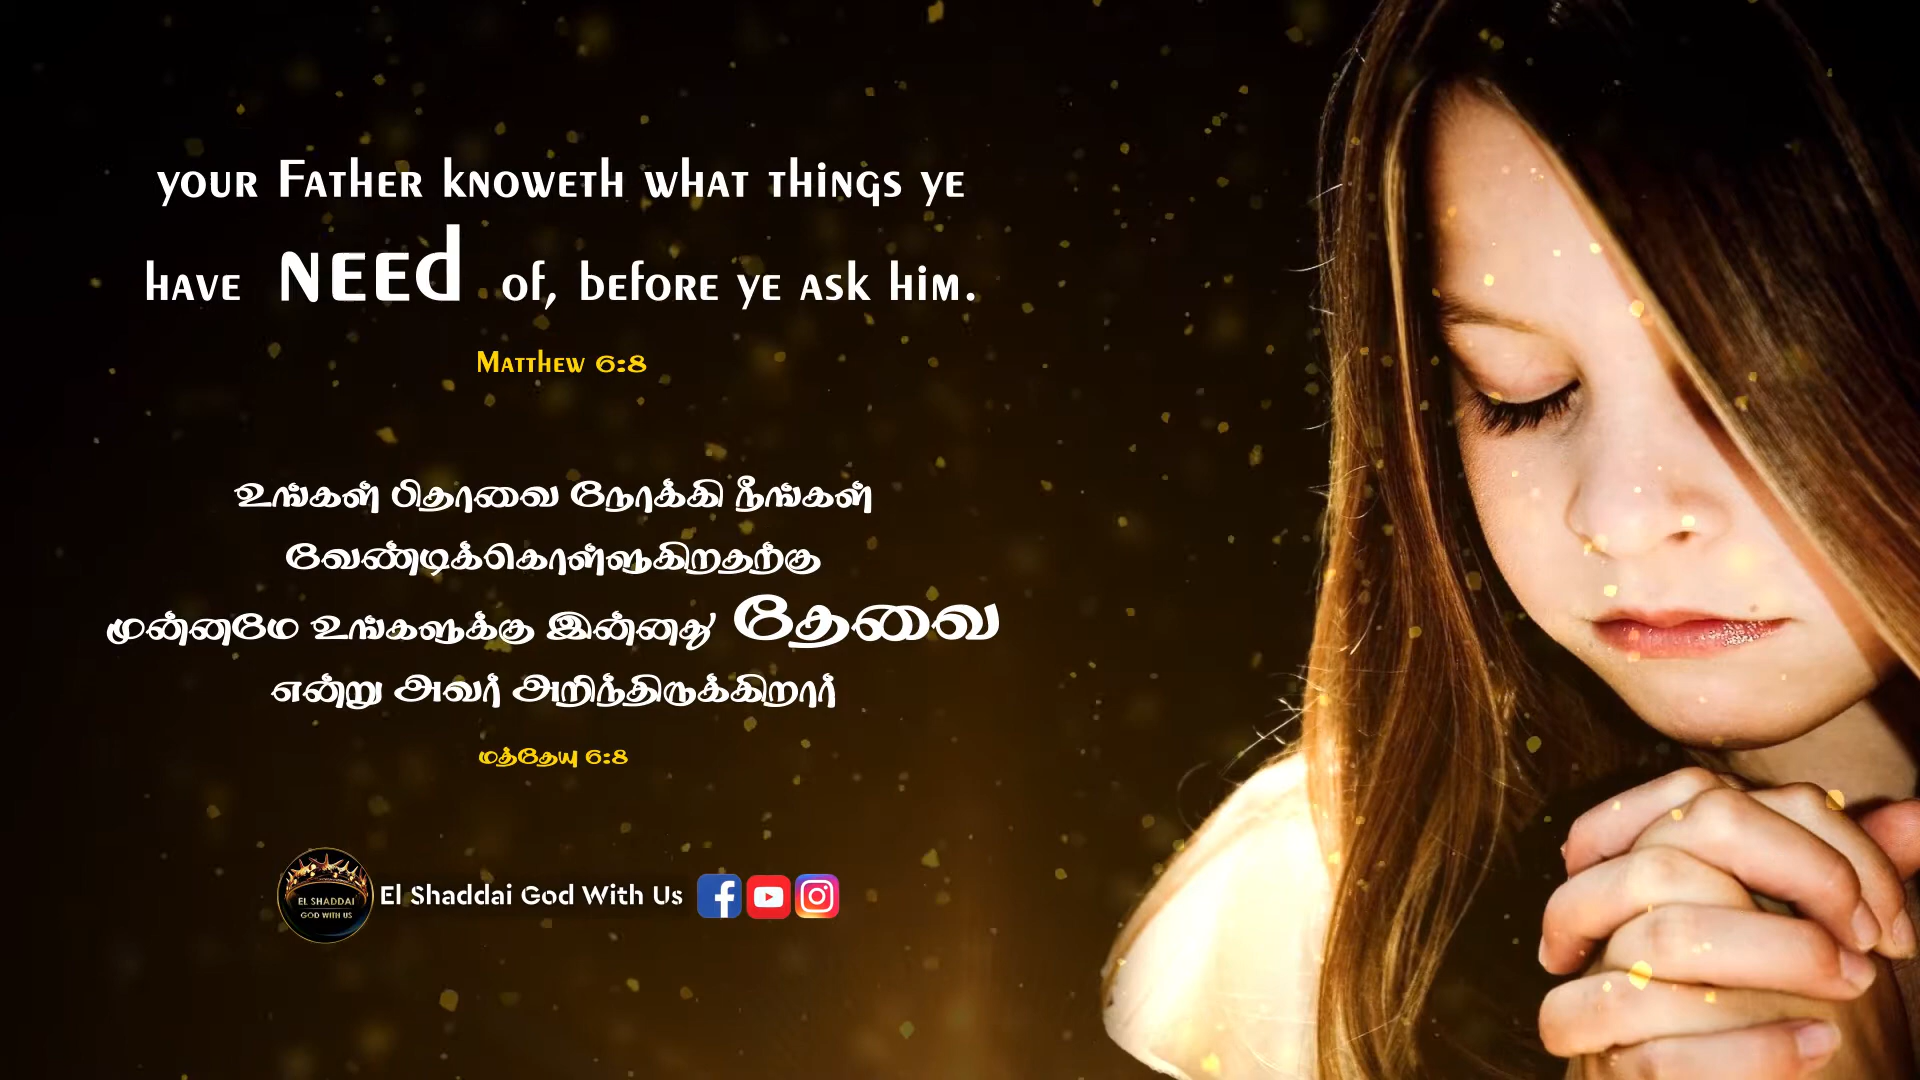 your Father knoweth what things ye
have need of, before ye ask him.
Matthew 6:8
உங்கள் பிதாவை நோக்கி நீங்கள்
வேண்டிக்கொள்ளுகிறதற்கு
முன்னமே உங்களுக்கு இன்னது தேவை
என்று அவர் அறிந்திருக்கிறார்
மத்தேயு 6:8
EL SHADDAI
GOD WITH US
El Shaddai God With Us